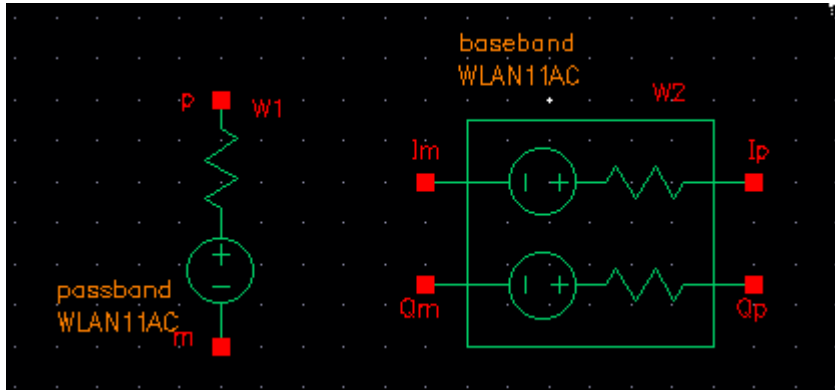 baseband
WLAN11AC
p
W1
W2
Im
Ip
passband
WLAN11AC
m
Qm
Qp